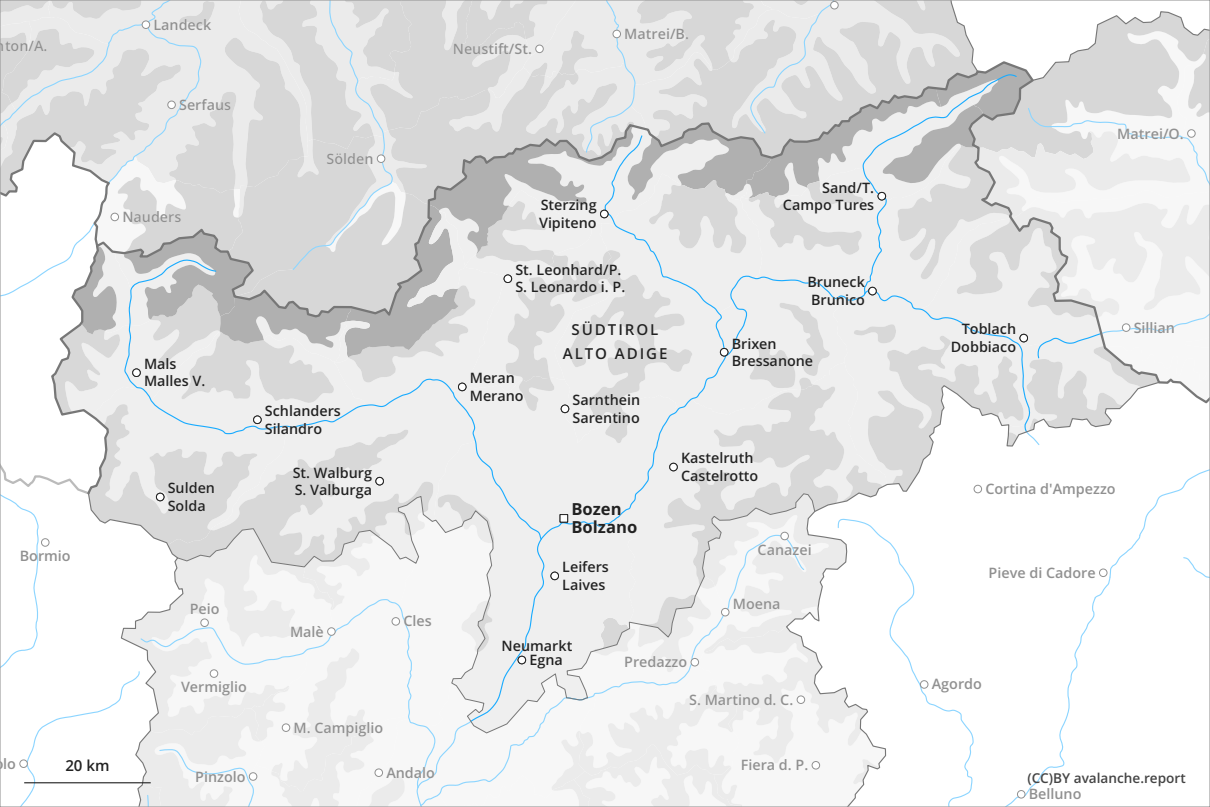 Landeck
Matrei/B.
nton/A.
Neustift/St.
Serfaus
Matrei/O.
Sölden
Sand/T.
Campo Tures
Nauders
Sterzing
Vipiteno
St. Leonhard/P.
S. Leonardo i. P.
Bruneck
Brunico
SÜDTIROL
ALTO ADIGE
Toblach
Dobbiaco
Sillian
Brixen
Bressanone
Mals
Malles V.
Meran
Merano
Sarnthein
Sarentino
Schlanders
Silandro
Kastelruth
Castelrotto
St. Walburg
S. Valburga
Sulden
Solda
Cortina d'Ampezzo
Bozen
Bolzano
Bormio
Canazei
Leifers
Laives
Pieve di Cadore
Peio
Moena
Malè
Cles
Neumarkt
Egna
Predazzo
Vermiglio
Agordo
S. Martino d. C.
M. Campiglio
olo
20 km
Fiera d. P.
Pinzolo
Andalo
(CC)BY avalanche.report
Belluno